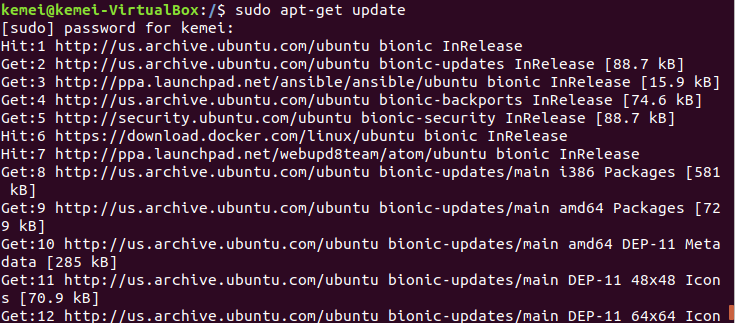 kemei@kemei-VirtualBox:/$ sudo apt-get update
[sudo] password for kemei:
Hit:1 http://us.archive.ubuntu.com/ubuntu bionic InRelease
Get:2 http://us.archive.ubuntu.com/ubuntu bionic-updates InRelease [88.7 kB]
Get:3 http://ppa.launchpad.net/ansible/ansible/ubuntu bionic InRelease [15.9 kB]
Get:4 http://us.archive.ubuntu.com/ubuntu bionic-backports InRelease [74.6 kB]
Get:5 http://security.ubuntu.com/ubuntu bionic-security InRelease [88.7 kB]
Hit:6 https://download.docker.com/linux/ubuntu bionic InRelease
Hit:7 http://ppa.launchpad.net/webupd8team/atom/ubuntu bionic InRelease
Get:8 http://us.archive.ubuntu.com/ubuntu bionic-updates/main i386 Packages [581
 kB]
Get:9 http://us.archive.ubuntu.com/ubuntu bionic-updates/main amd64 Packages [72
9 kB]
Get:10 http://us.archive.ubuntu.com/ubuntu bionic-updates/main amd64 DEP-11 Meta
data [285 kB]
Get:11 http://us.archive.ubuntu.com/ubuntu bionic-updates/main DEP-11 48x48 Icon
s [70.9 kB]
Get:12 http://us.archive.ubuntu.com/ubuntu bionic-updates/main DEP-11 64x64 Icon